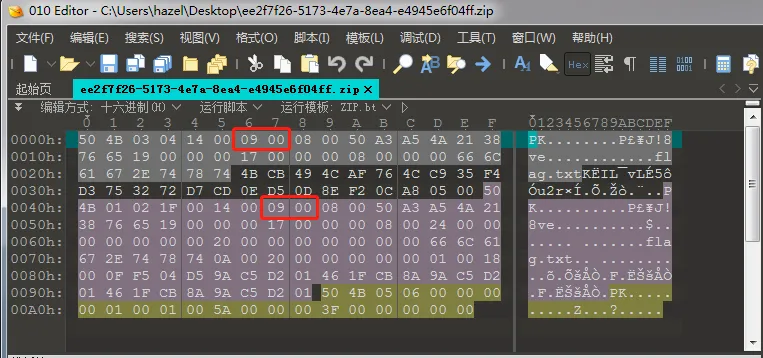 010 Editor - C:\Users\hazel\Desktop\ee2f7f26-5173-4e7a-8ea4-e4945e6f04ff.zip
文件(F) 编辑(E) 搜索(S) 视图(V) 格式(O) 脚本(I) 模板(L) 调试(D) 工具(T) 窗口(W) 帮助(H)
Hex
起始页 ee2f7f26-5173-4e7a-8ea4-e4945e6f04ff.zip ×
编辑方式: 十六进制(H) 运行脚本 运行模板: ZIP.bt
0 1 2 3 4 5 6 7 8 9 A B C D E F 0123456789ABCDEF
0000h: 50 4B 03 04 14 00 09 00 08 00 50 A3 A5 4A 21 38 PK........P£¥J!8
0010h: 76 65 19 00 00 00 17 00 00 00 08 00 00 00 66 6C ve............fl
0020h: 61 67 2E 74 78 74 4B CB 49 4C AF 76 4C C9 35 F4 ag.txtKËIL¯vLÉ5ô
0030h: D3 75 32 72 D7 CD 0E D5 0D 8E F2 0C A8 05 00 50 Óu2r×Í.Õ.Žò.¨..P
0040h: 4B 01 02 1F 00 14 00 09 00 08 00 50 A3 A5 4A 21 K..........P£¥J!
0050h: 38 76 65 19 00 00 00 17 00 00 00 08 00 24 00 00 8ve..........$..
0060h: 00 00 00 00 00 20 00 00 00 00 00 00 00 66 6C 61 ..... .......fla
0070h: 67 2E 74 78 74 0A 00 20 00 00 00 00 00 01 00 18 g.txt.. ........
0080h: 00 0F F5 04 D5 9A C5 D2 01 46 1F CB 8A 9A C5 D2 ..õ.ÕšÅÒ.F.ËŠšÅÒ
0090h: 01 46 1F CB 8A 9A C5 D2 01 50 4B 05 06 00 00 00 .F.ËŠšÅÒ.PK.....
00A0h: 00 01 00 01 00 5A 00 00 00 3F 00 00 00 00 00 .....Z...?.....